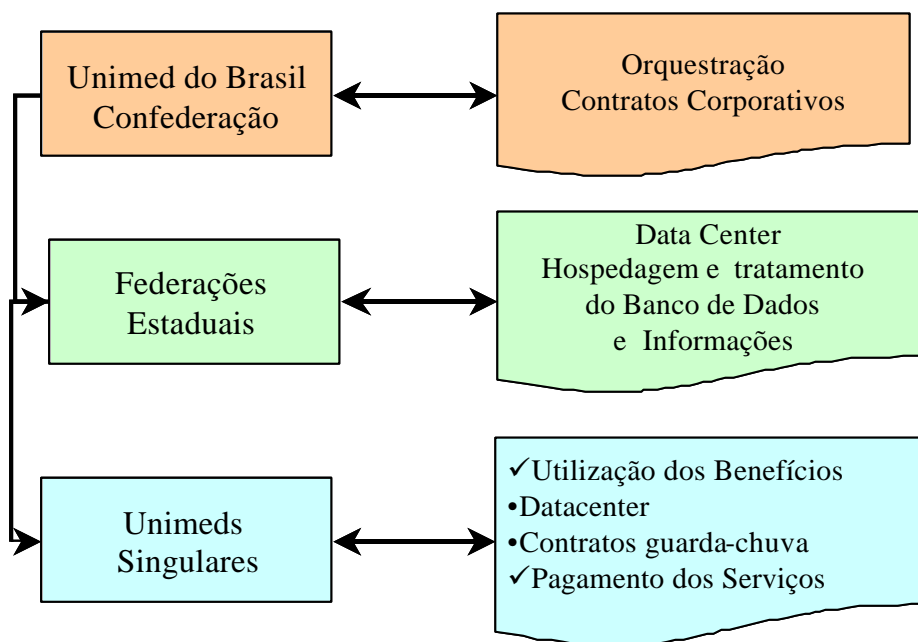 Unimed do Brasil
Confederação
Orquestração
Contratos Corporativos
Federações
Estaduais
Data Center
Hospedagem e tratamento
do Banco de Dados
e Informações
Unimeds
Singulares
✓Utilização dos Benefícios
•Datacenter
•Contratos guarda-chuva
✓Pagamento dos Serviços